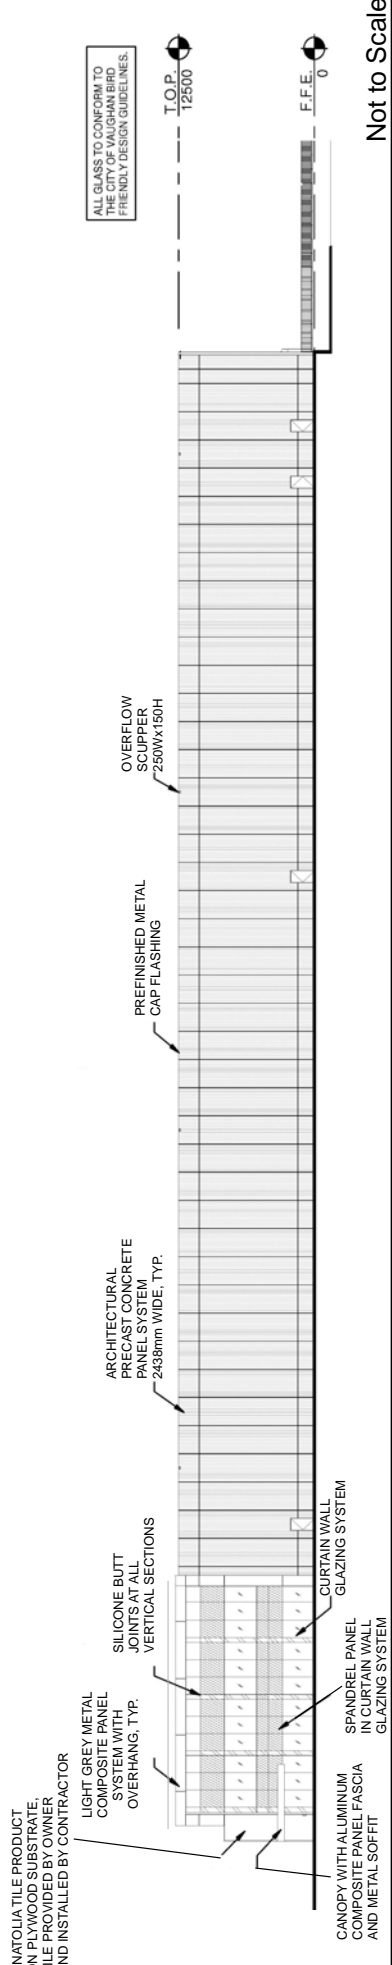 NATOLIA TILE PRODUCT
N PLYWOOD SUBSTRATE,
ILE PROVIDED BY OWNER
ND INSTALLED BY CONTRACTOR
LIGHT GREY METAL
COMPOSITE PANEL
SYSTEM WITH
OVERHANG, TYP.
SILICONE BUTT
JOINTS AT ALL
VERTICAL SECTIONS
ARCHITECTURAL
PRECAST CONCRETE
PANEL SYSTEM
2438mm WIDE, TYP.
PREFINISHED METAL
CAP FLASHING
OVERFLOW
SCUPPER
250Wx150H
ALL GLASS TO CONFORM TO
THE CITY OF VAUGHAN BIRD
FRIENDLY DESIGN GUIDELINES.
T.O.P.
12500
F.F.E.
0
CANOPY WITH ALUMINUM
COMPOSITE PANEL FASCIA
AND METAL SOFFIT
SPANDREL PANEL
IN CURTAIN WALL
GLAZING SYSTEM
CURTAIN WALL
GLAZING SYSTEM
Not to Scale